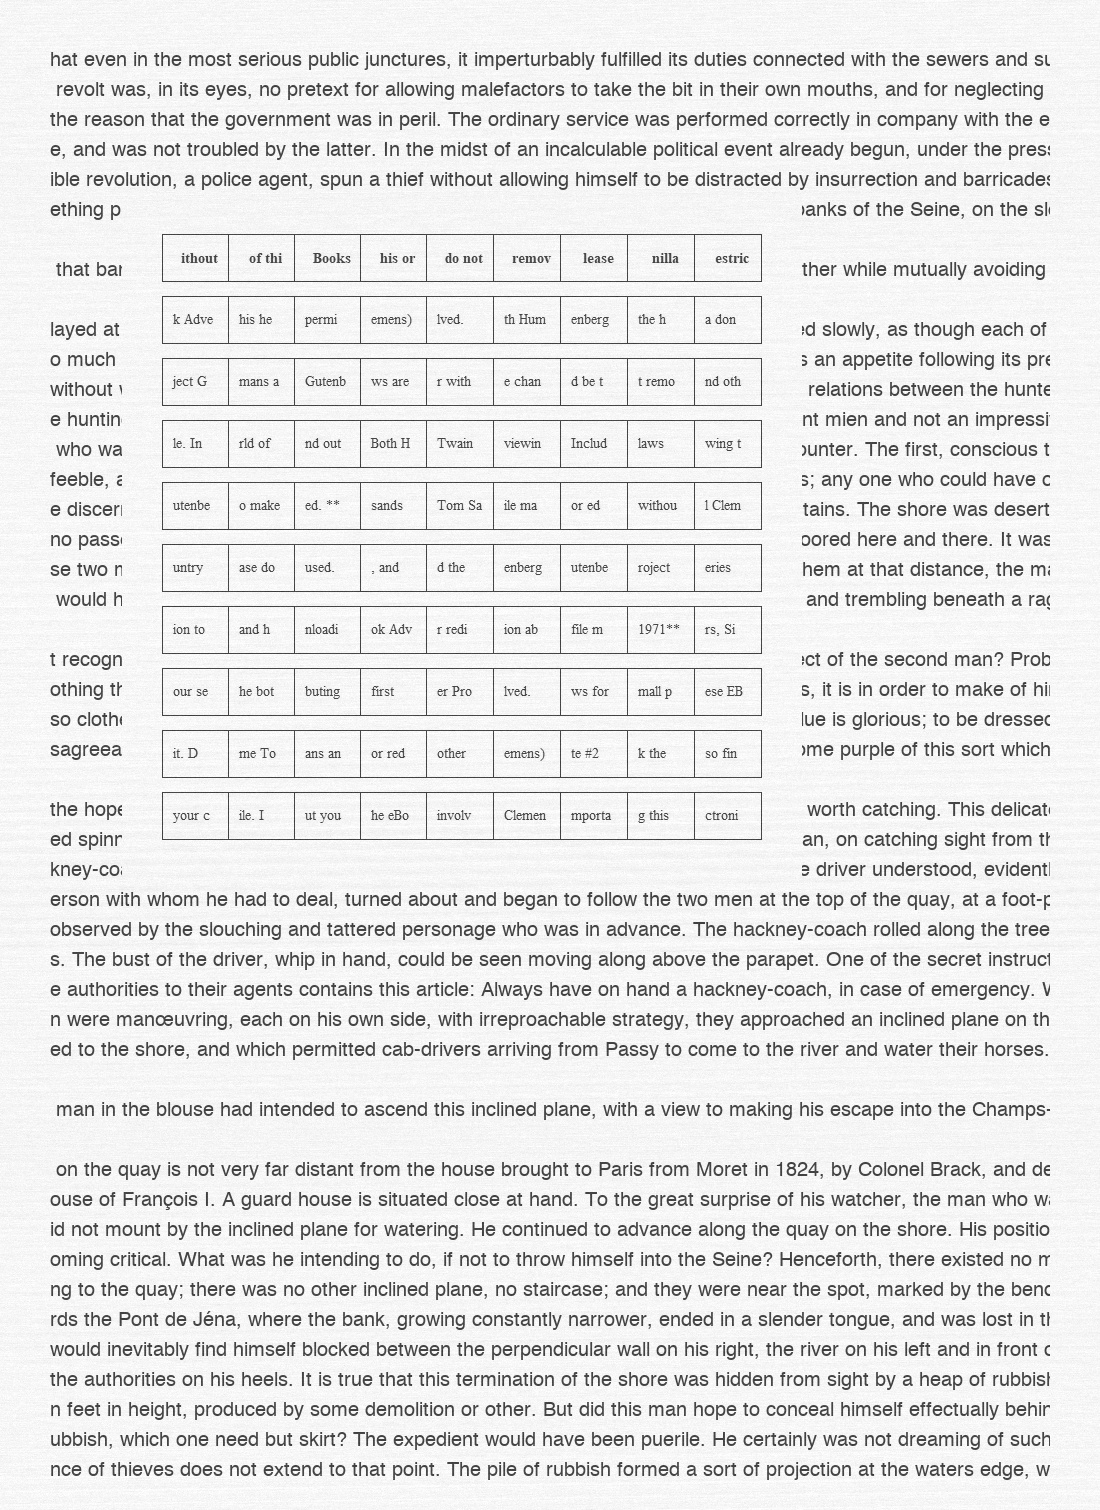 hat even in the most serious public junctures, it imperturbably fulfilled its duties connected with the sewers and su
revolt was, in its eyes, no pretext for allowing malefactors to take the bit in their own mouths, and for neglecting
the reason that the government was in peril. The ordinary service was performed correctly in company with the e
e, and was not troubled by the latter. In the midst of an incalculable political event already begun, under the press
ible revolution, a police agent, spun a thief without allowing himself to be distracted by insurrection and barricades
ething p
that bar
layed at
o much
without
e hunting
who wa
feeble, a
e discern
no passe
se two m
would h
t recogn
othing th
so clothe
sagreea
the hope
ed spinn
kney-coa
ithout of thi Books his or do not remov lease nilla estric
k Adve his he permi emens) lved. th Hum enberg the h a don
ject G mans a Gutenb ws are r with e chan d be t t remo nd oth
le. In rld of nd out Both H Twain viewin Includ laws wing t
utenbe o make ed. ** sands Tom Sa ile ma or ed withou l Clem
untry ase do used. , and d the enberg utenbe roject eries
ion to and h nloadi ok Adv r redi ion ab file m 1971** rs, Si
our se he bot buting first er Pro lved. ws for mall p ese EB
it. D me To ans an or red other emens) te #2 k the so fin
your c ile. I ut you he eBo involv Clemen mporta g this ctroni
banks of the Seine, on the slo
ther while mutually avoiding
ed slowly, as though each of
s an appetite following its pre
relations between the hunte
nt mien and not an impressi
ounter. The first, conscious t
s; any one who could have o
tains. The shore was desert
oored here and there. It was
hem at that distance, the ma
and trembling beneath a rag
ect of the second man? Prob
s, it is in order to make of hi
lue is glorious; to be dressed
ome purple of this sort which
worth catching. This delicate
an, on catching sight from th
e driver understood, evidentl
erson with whom he had to deal, turned about and began to follow the two men at the top of the quay, at a foot-p
observed by the slouching and tattered personage who was in advance. The hackney-coach rolled along the tree
s. The bust of the driver, whip in hand, could be seen moving along above the parapet. One of the secret instruct
e authorities to their agents contains this article: Always have on hand a hackney-coach, in case of emergency. W
n were manœuvring, each on his own side, with irreproachable strategy, they approached an inclined plane on th
ed to the shore, and which permitted cab-drivers arriving from Passy to come to the river and water their horses.
man in the blouse had intended to ascend this inclined plane, with a view to making his escape into the Champs-
on the quay is not very far distant from the house brought to Paris from Moret in 1824, by Colonel Brack, and de
ouse of François I. A guard house is situated close at hand. To the great surprise of his watcher, the man who wa
id not mount by the inclined plane for watering. He continued to advance along the quay on the shore. His positio
oming critical. What was he intending to do, if not to throw himself into the Seine? Henceforth, there existed no m
ng to the quay; there was no other inclined plane, no staircase; and they were near the spot, marked by the bend
rds the Pont de Jéna, where the bank, growing constantly narrower, ended in a slender tongue, and was lost in th
would inevitably find himself blocked between the perpendicular wall on his right, the river on his left and in front o
the authorities on his heels. It is true that this termination of the shore was hidden from sight by a heap of rubbish
n feet in height, produced by some demolition or other. But did this man hope to conceal himself effectually behin
ubbish, which one need but skirt? The expedient would have been puerile. He certainly was not dreaming of such
nce of thieves does not extend to that point. The pile of rubbish formed a sort of projection at the waters edge, w